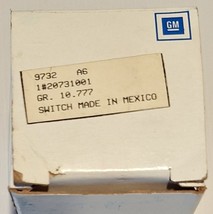 GM
9732 A6
1#20731001
GR. 10.777
SWITCH MADE IN MEXICO